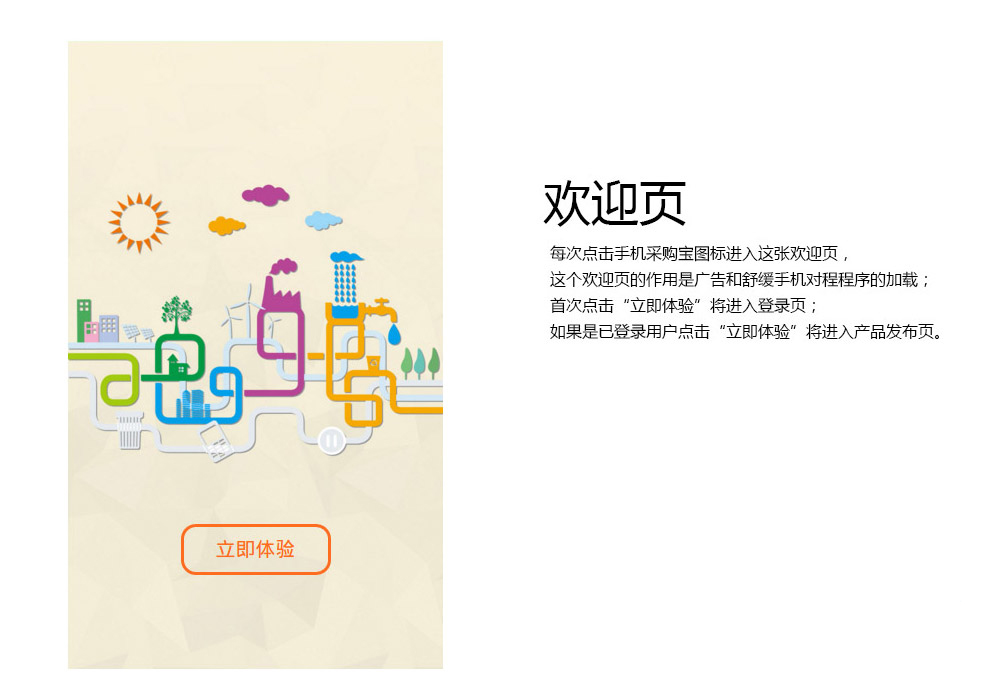 欢迎页
每次点击手机采购宝图标进入这张欢迎页，
这个欢迎页的作用是广告和舒缓手机对程程序的加载；
首次点击“立即体验”将进入登录页；
如果是已登录用户点击“立即体验”将进入产品发布页。
立即体验